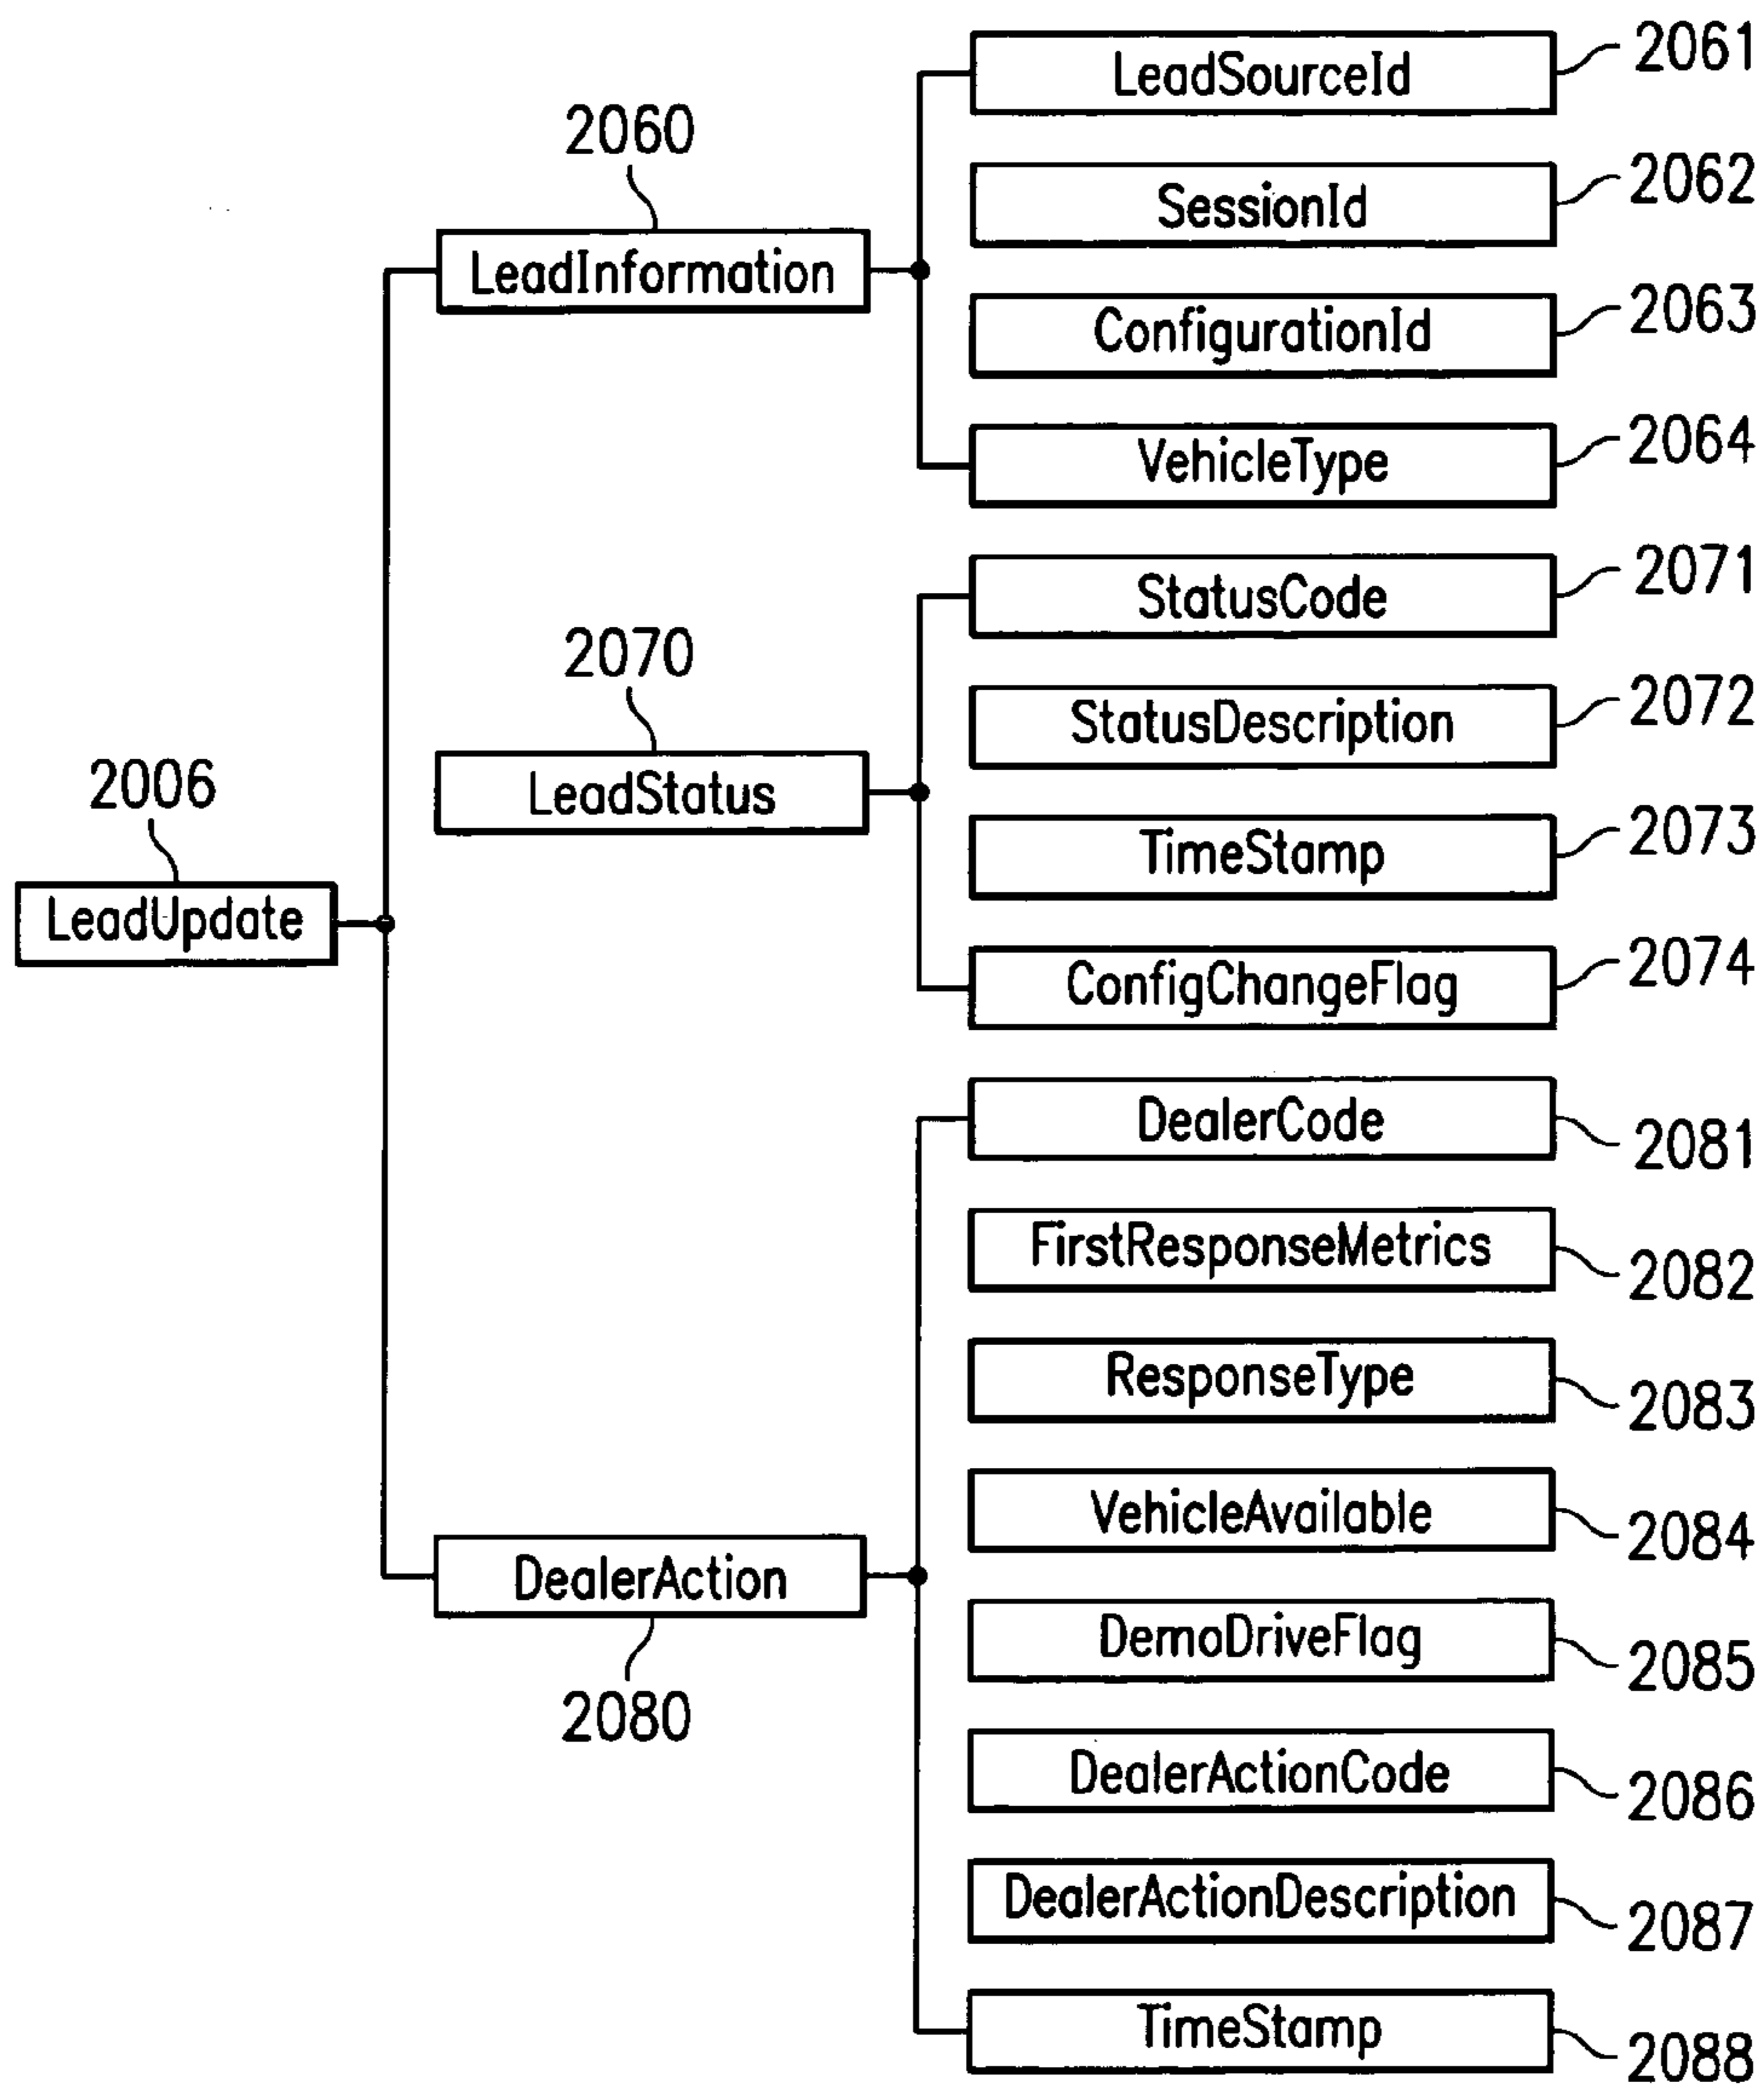 LeadSourceId
2061
2060
SessionId
2062
LeadInformation
ConfigurationId
2063
VehicleType
2064
StatusCode
2071
2070
StatusDescription
2072
LeadStatus
2006
TimeStamp
2073
LeadUpdate
ConfigChangeFlag
2074
DealerCode
2081
FirstResponseMetrics
2082
ResponseType
2083
VehicleAvailable
2084
DealerAction
DemoDriveFlag
2085
2080
DealerActionCode
2086
DealerActionDescription
2087
TimeStamp
2088